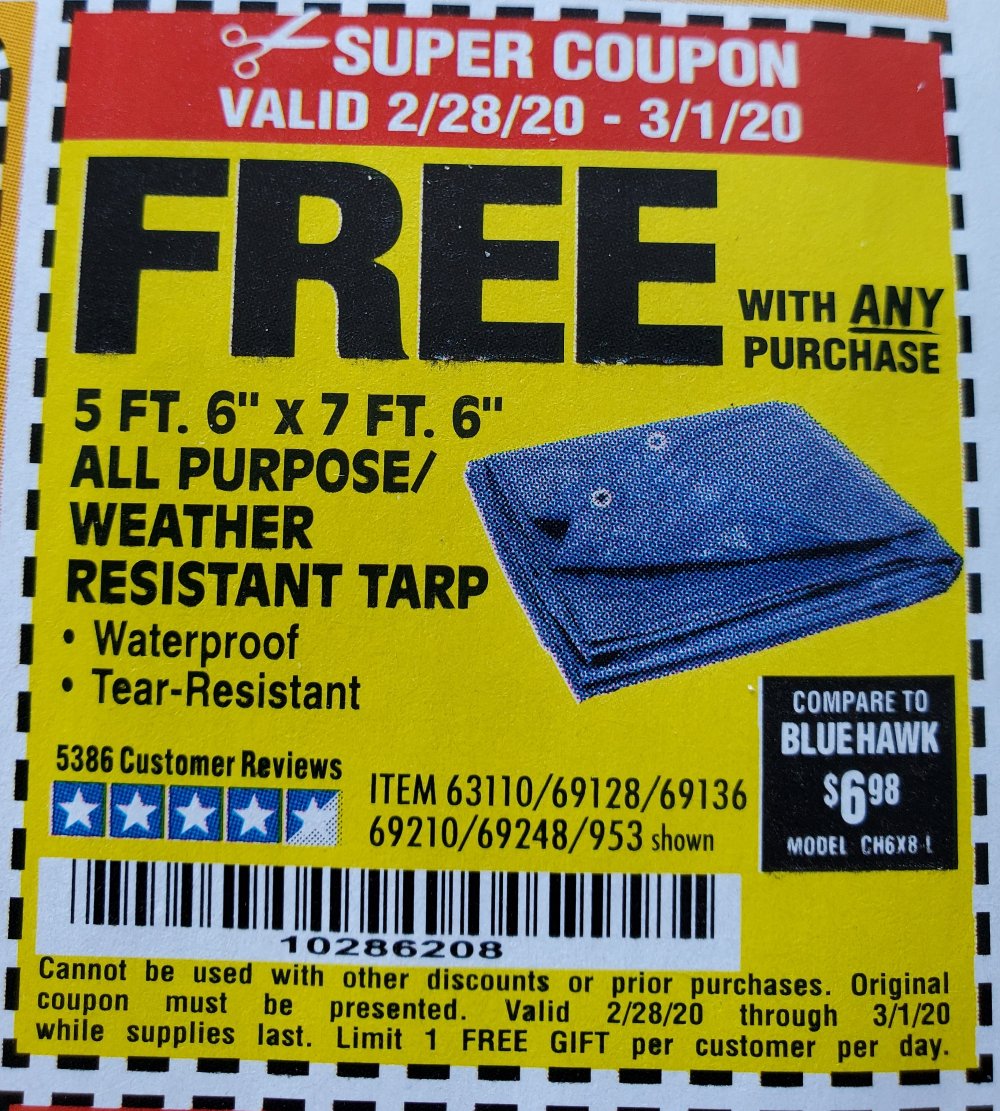 SUPER COUPON
VALID 2/28/20 - 3/1/20
FREE
WITH ANY
PURCHASE
5 FT. 6" x 7 FT. 6"
ALL PURPOSE/
WEATHER
RESISTANT TARP
• Waterproof
• Tear-Resistant
5386 Customer Reviews
ITEM 63110/69128/69136
69210/69248/953 shown
COMPARE TO
BLUE HAWK
$6.98
MODEL CH6X8-L
10286208
Cannot be used with other discounts or prior purchases. Original
coupon must be presented. Valid 2/28/20 through 3/1/20
while supplies last. Limit 1 FREE GIFT per customer per day.